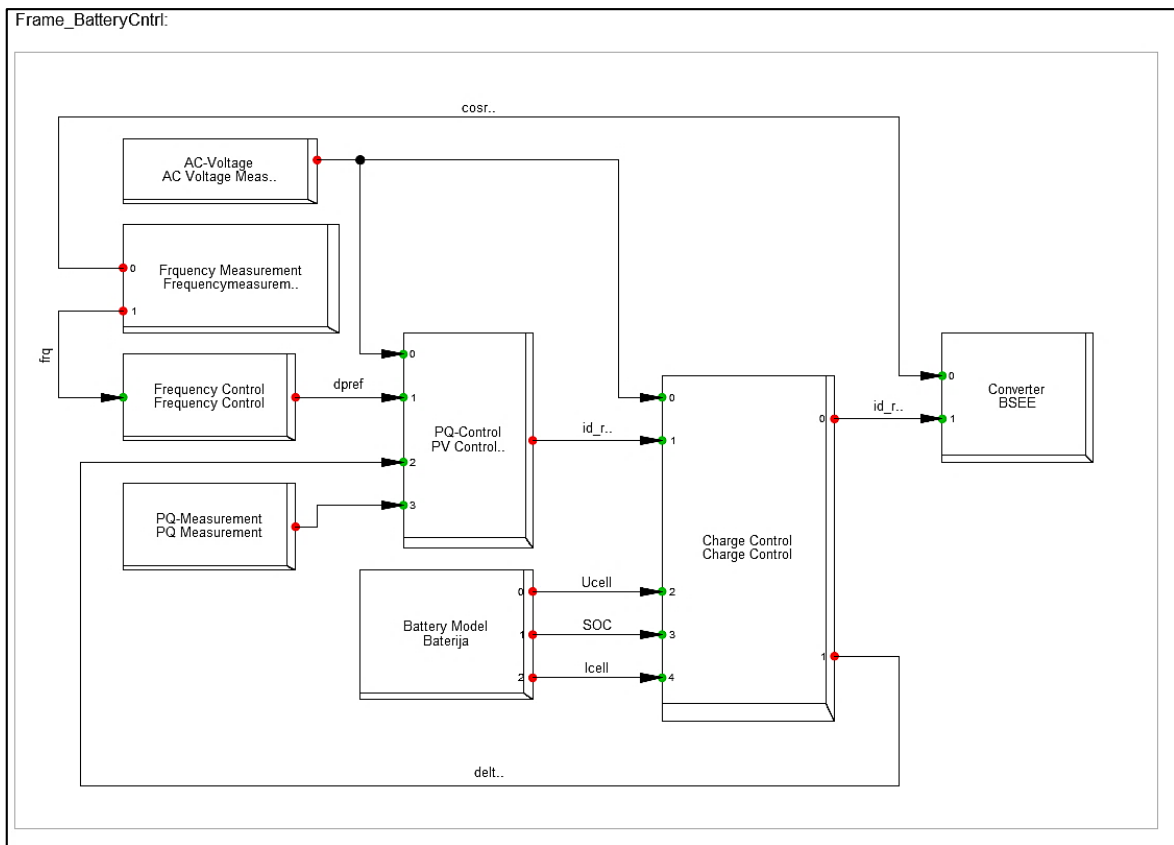 Frame_BatteryCntrl:
cosr..
AC-Voltage
AC Voltage Meas..
Frquency Measurement
Frequencymeasurem..
0
1
frq
Frequency Control
Frequency Control
dpref
PQ-Measurement
PQ Measurement
0
1
2
3
PQ-Control
PV Control..
id_r..
Battery Model
Baterija
0
1
2
Ucell
SOC
Icell
0
1
2
3
4
Charge Control
Charge Control
0
1
id_r..
0
1
Converter
BSEE
delt..